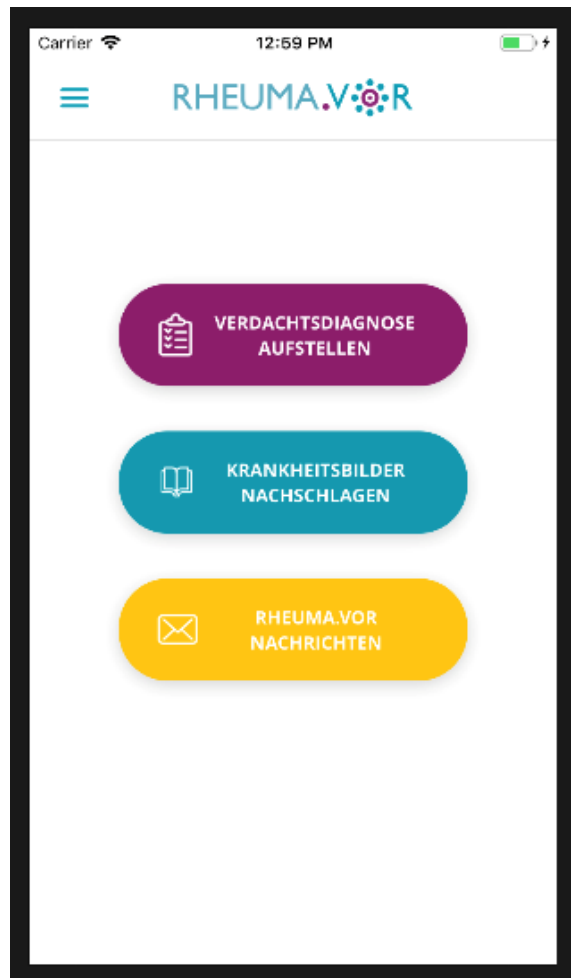 Carrier 12:59 PM
RHEUMA.VOR
VERDACHTSDIAGNOSE
AUFSTELLEN
KRANKHEITSBILDER
NACHSCHLAGEN
RHEUMA.VOR
NACHRICHTEN